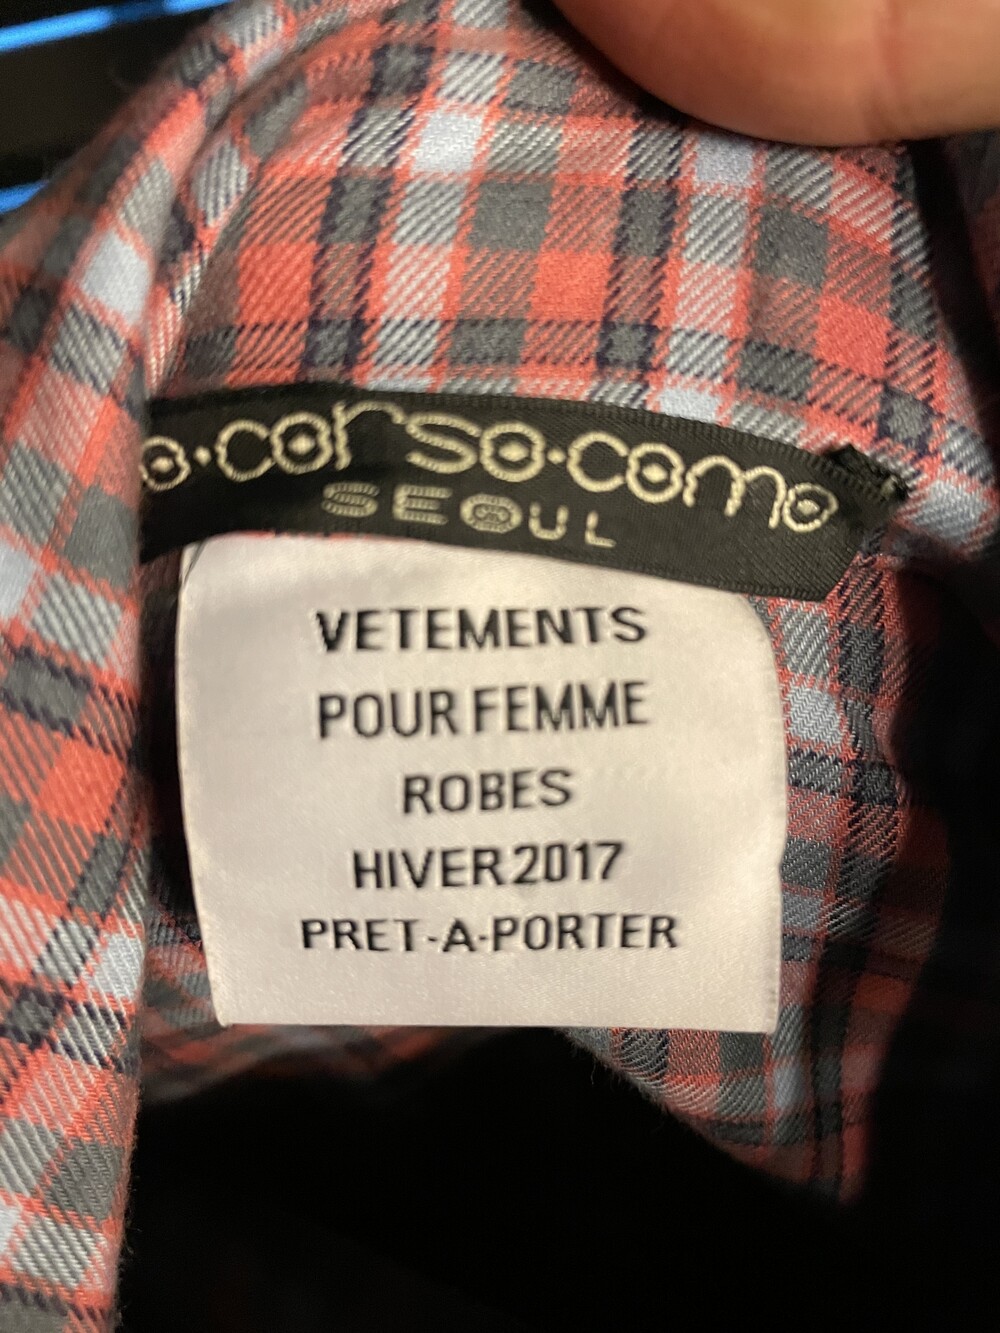 o·corso·como
SEOUL
VETEMENTS
POUR FEMME
ROBES
HIVER 2017
PRET-A-PORTER